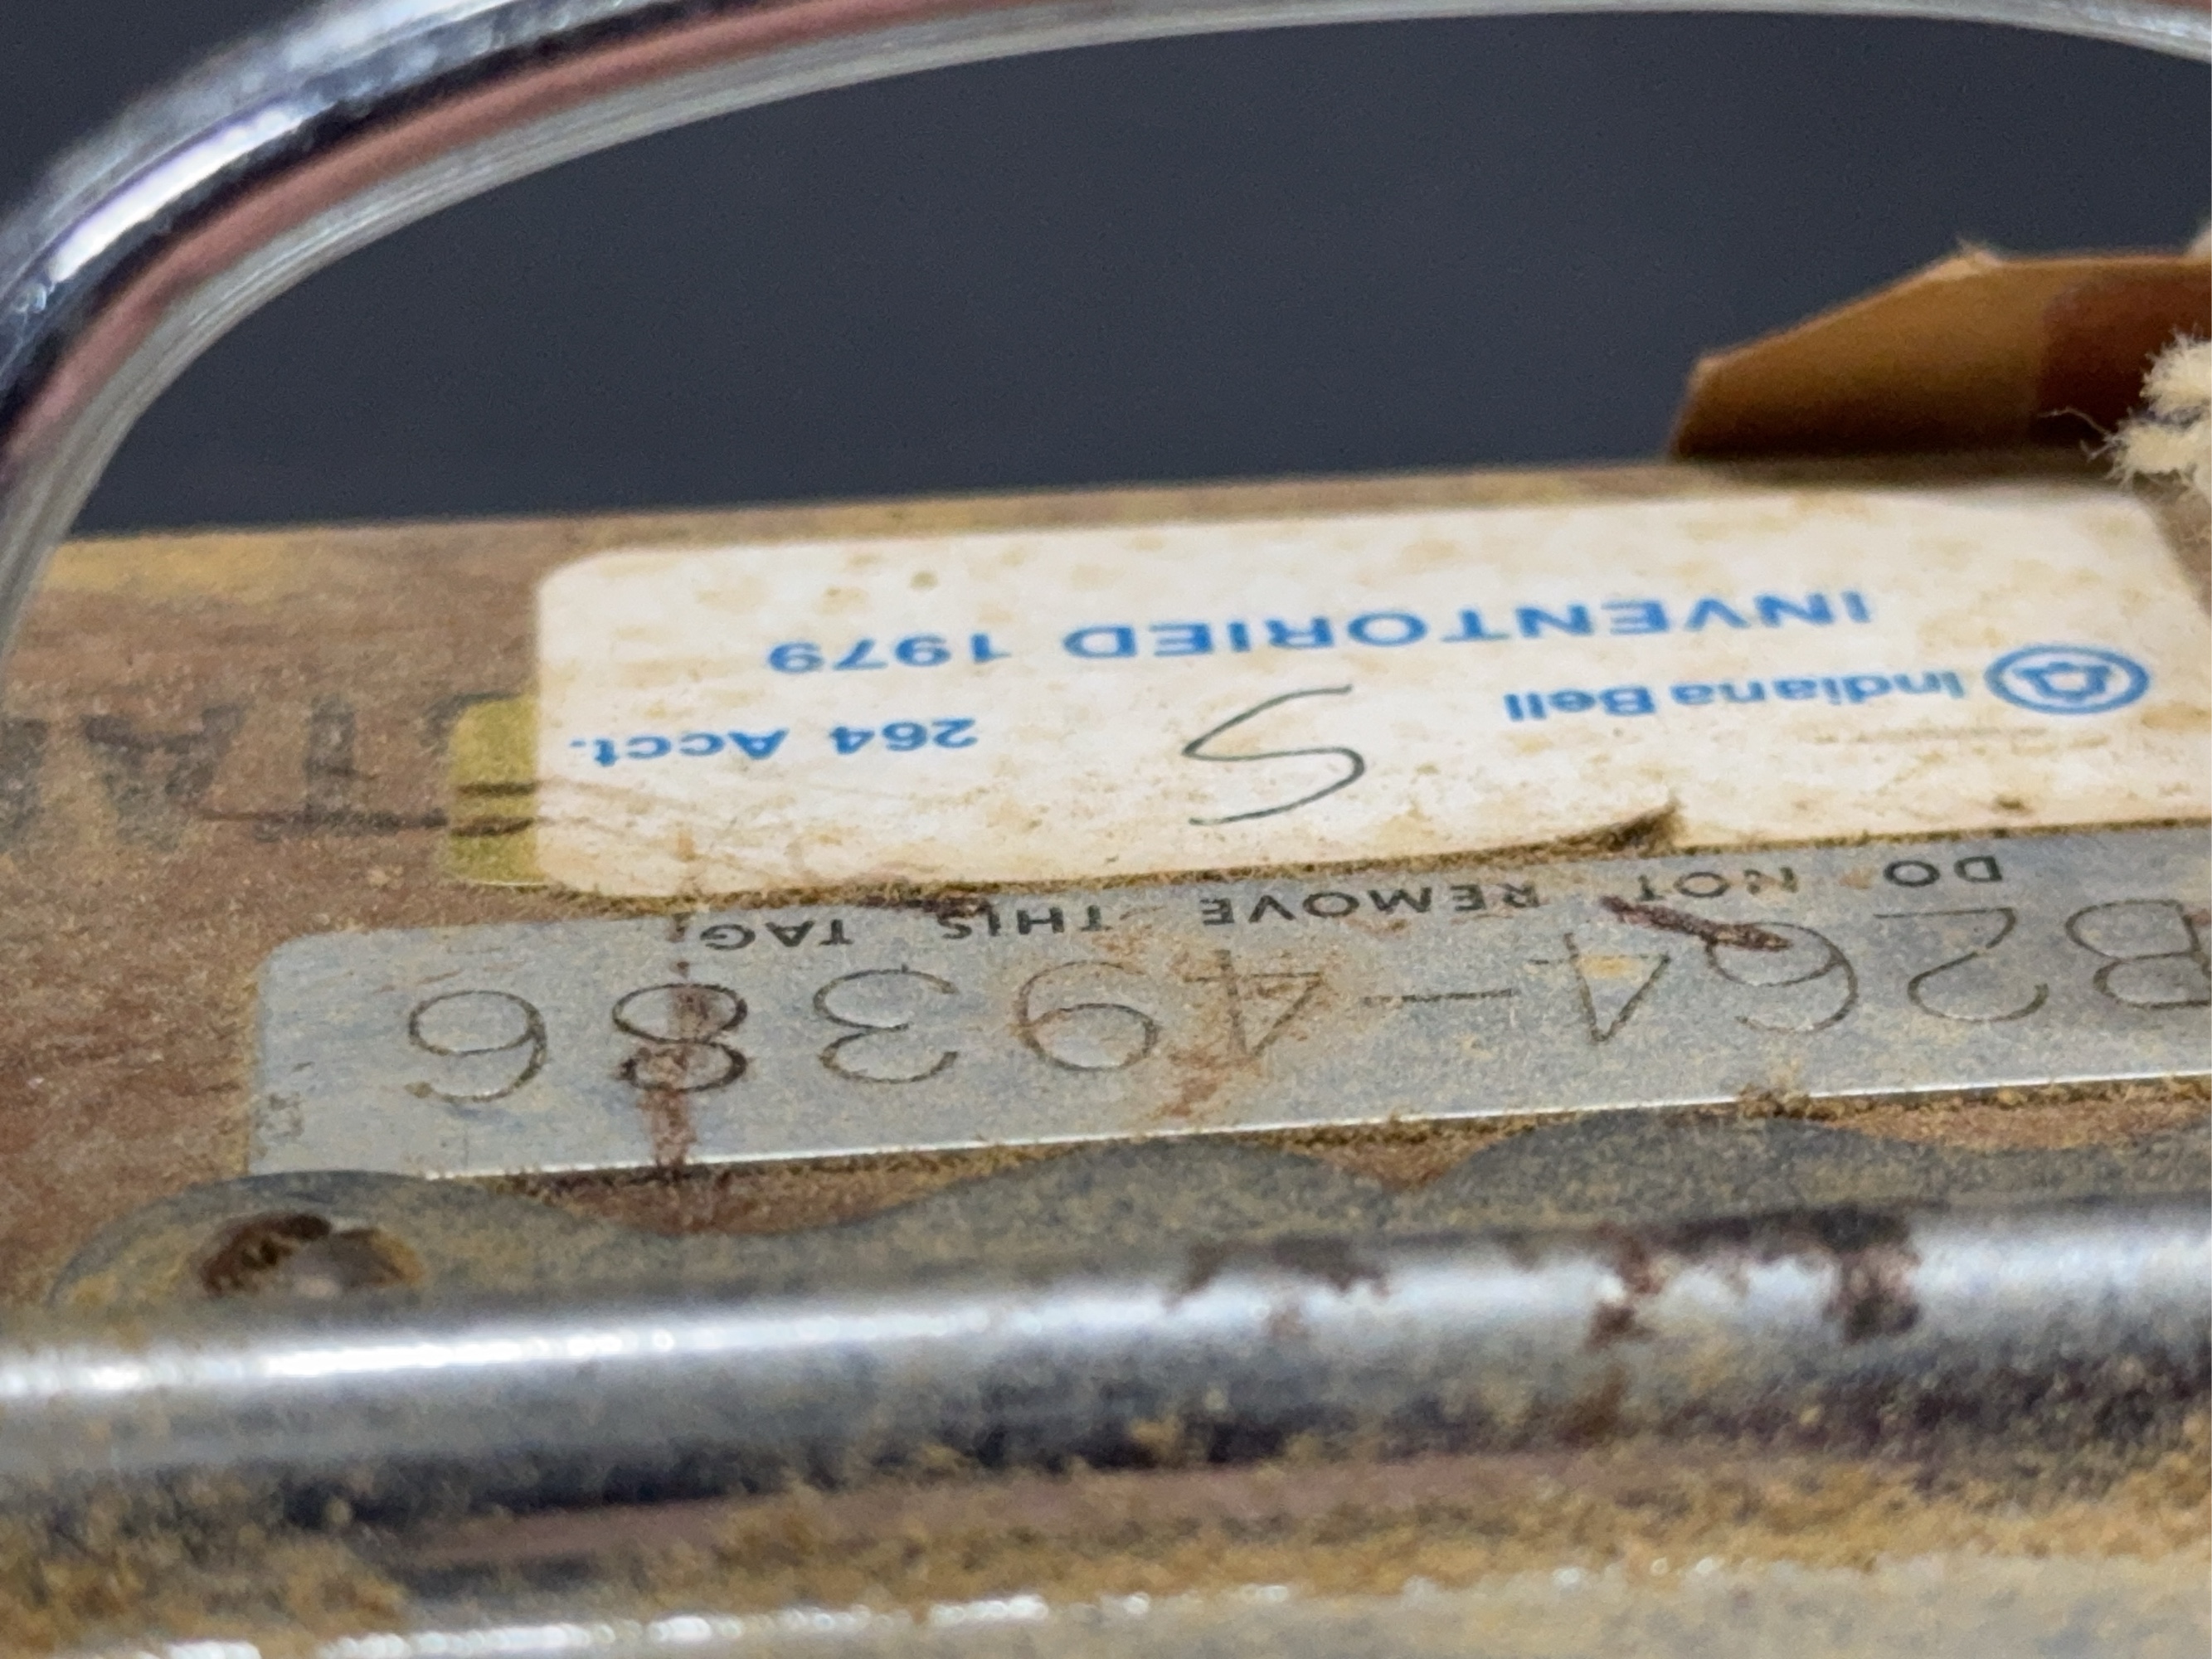 B264-49386
DO NOT REMOVE THIS TAG
Indiana Bell S 264 Acct.
INVENTORIED 1979